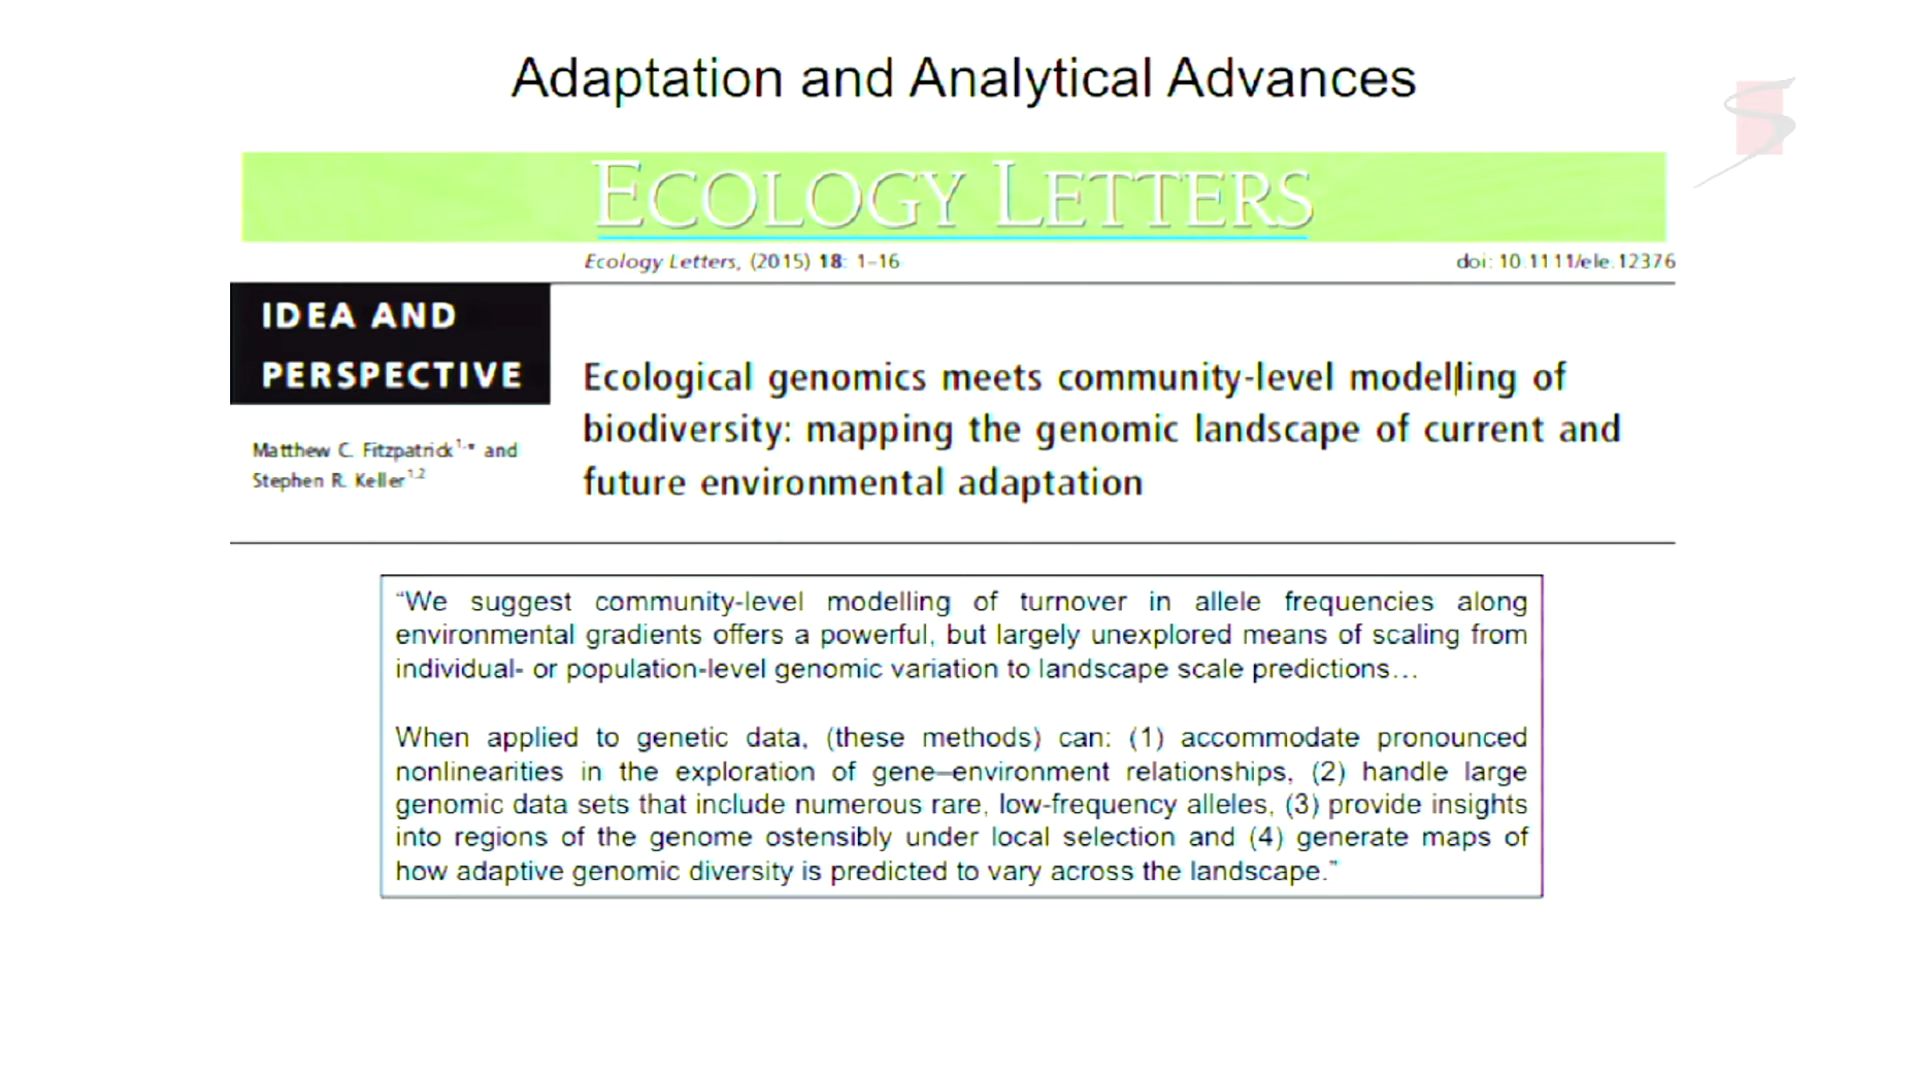 Adaptation and Analytical Advances
ECOLOGY LETTERS
Ecology Letters, (2015) 18: 1–16
doi: 10.1111/ele.12376
IDEA AND
PERSPECTIVE
Ecological genomics meets community-level modelling of
biodiversity: mapping the genomic landscape of current and
future environmental adaptation
Matthew C. Fitzpatrick1,* and
Stephen R. Keller1,2
“We suggest community-level modelling of turnover in allele frequencies along
environmental gradients offers a powerful, but largely unexplored means of scaling from
individual- or population-level genomic variation to landscape scale predictions…
When applied to genetic data, (these methods) can: (1) accommodate pronounced
nonlinearities in the exploration of gene–environment relationships, (2) handle large
genomic data sets that include numerous rare, low-frequency alleles, (3) provide insights
into regions of the genome ostensibly under local selection and (4) generate maps of
how adaptive genomic diversity is predicted to vary across the landscape.”